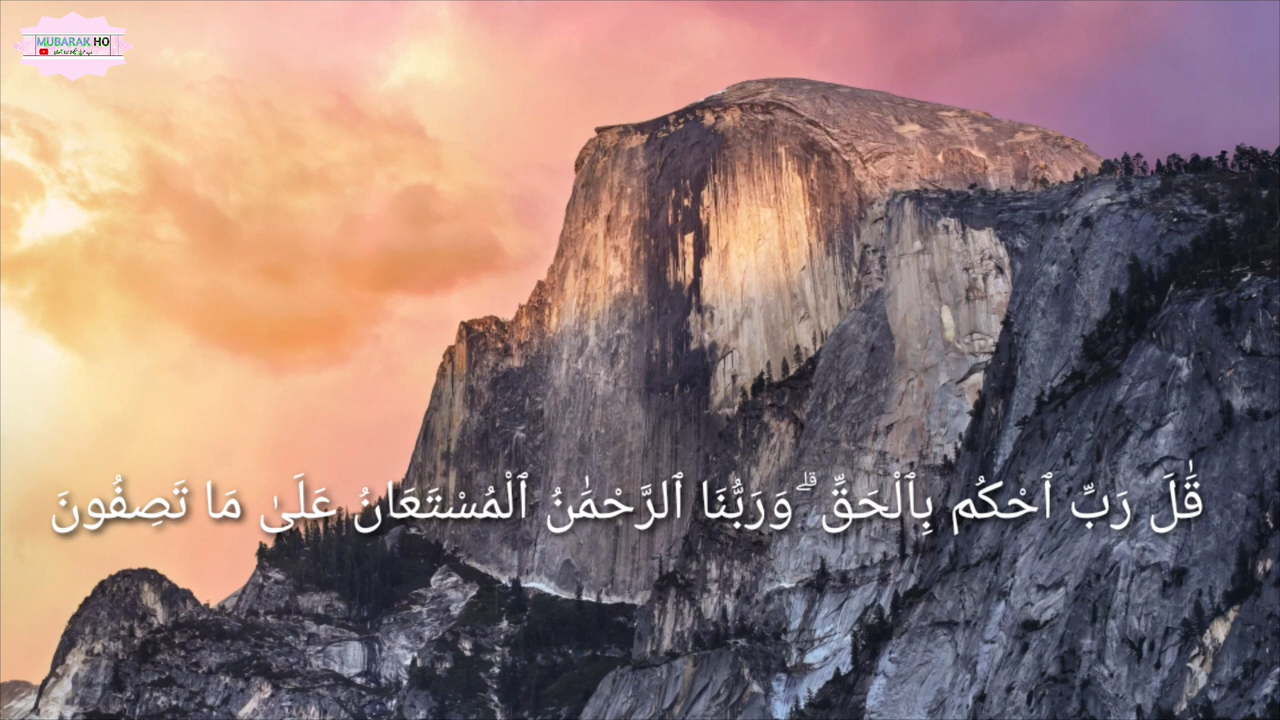 MUBARAK HO
قَٰلَ رَبِّ ٱحْكُم بِٱلْحَقِّ ۗ وَرَبُّنَا ٱلرَّحْمَٰنُ ٱلْمُسْتَعَانُ عَلَىٰ مَا تَصِفُونَ